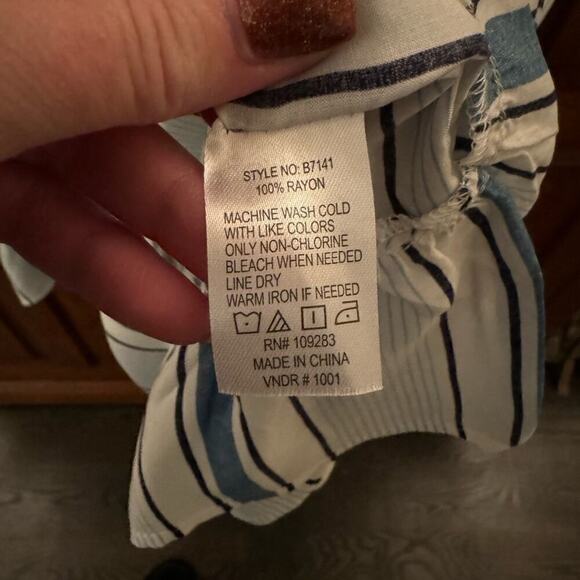 STYLE NO: B7141
100% RAYON
MACHINE WASH COLD
WITH LIKE COLORS
ONLY NON-CHLORINE
BLEACH WHEN NEEDED
LINE DRY
WARM IRON IF NEEDED
RN# 109283
MADE IN CHINA
VNDR # 1001